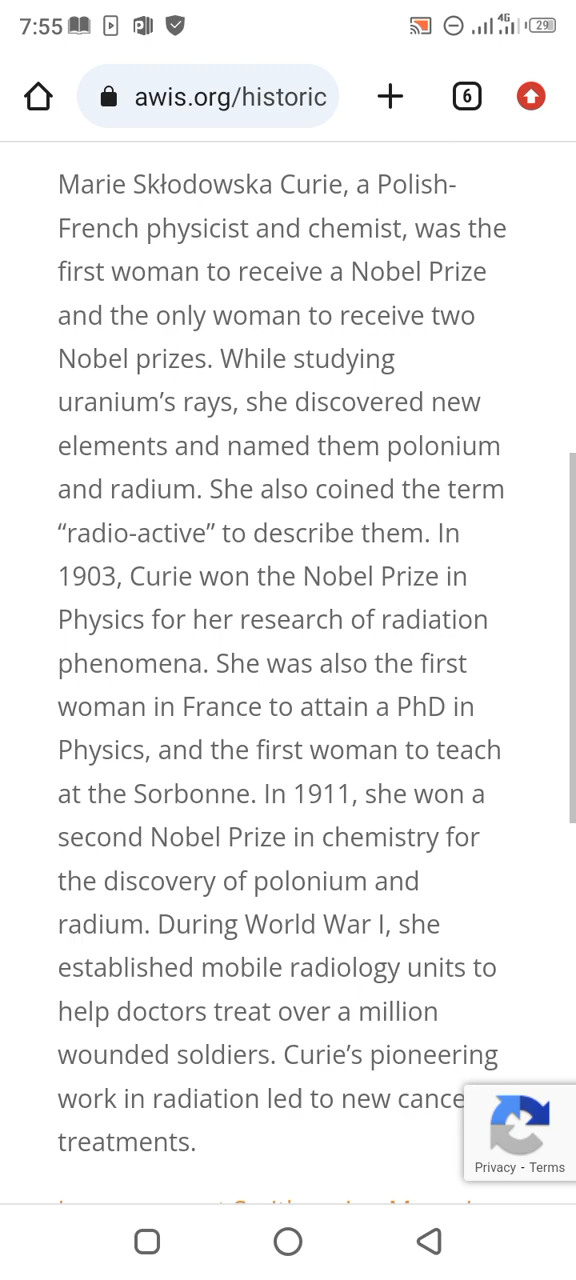 7:55
4G
29
awis.org/historic
6
Marie Skłodowska Curie, a Polish-
French physicist and chemist, was the
first woman to receive a Nobel Prize
and the only woman to receive two
Nobel prizes. While studying
uranium’s rays, she discovered new
elements and named them polonium
and radium. She also coined the term
“radio-active” to describe them. In
1903, Curie won the Nobel Prize in
Physics for her research of radiation
phenomena. She was also the first
woman in France to attain a PhD in
Physics, and the first woman to teach
at the Sorbonne. In 1911, she won a
second Nobel Prize in chemistry for
the discovery of polonium and
radium. During World War I, she
established mobile radiology units to
help doctors treat over a million
wounded soldiers. Curie’s pioneering
work in radiation led to new cance
treatments.
Privacy - Terms